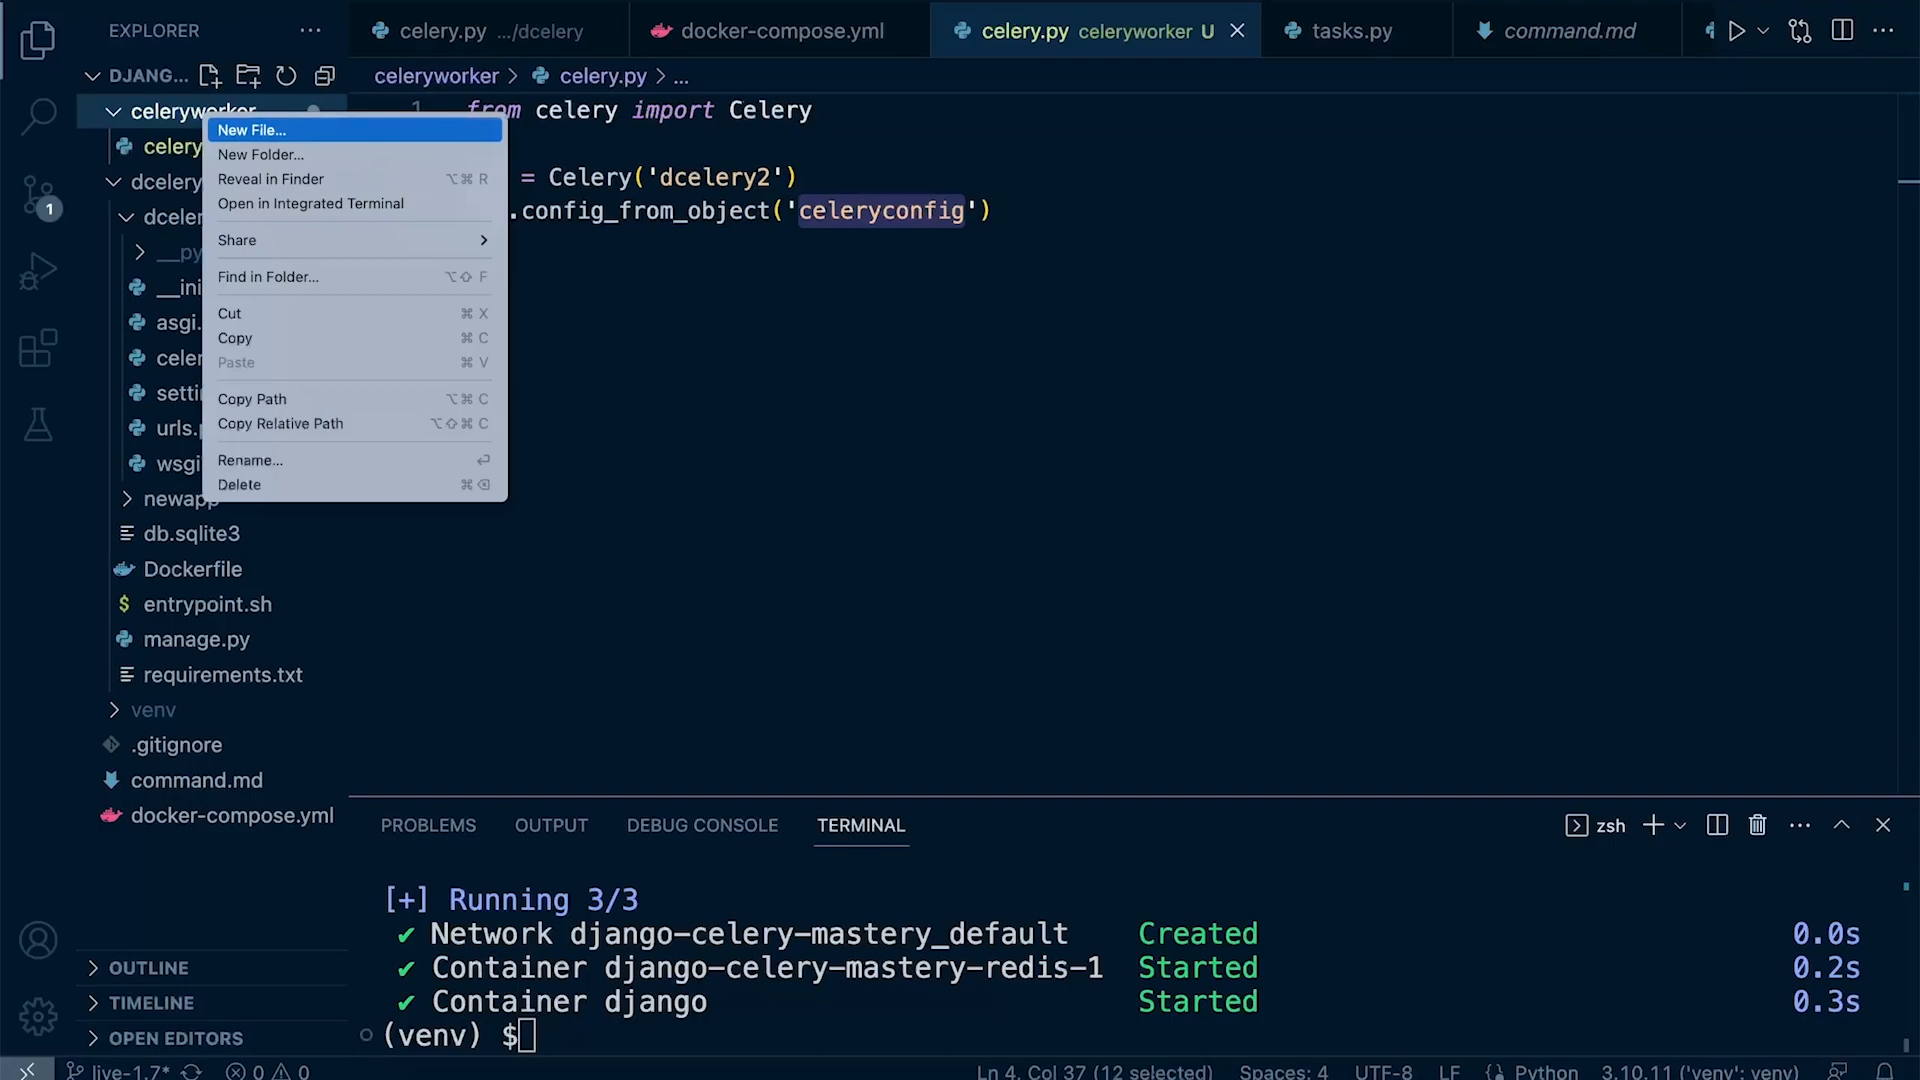 EXPLORER
celery.py .../dcelery
docker-compose.yml
celery.py celeryworker U
tasks.py
command.md
DJANG...
celeryworker > celery.py > ...
celeryworker
1
from celery import Celery
celery
New File...
New Folder...
Reveal in Finder ⌥⌘ R
Open in Integrated Terminal
Share
Find in Folder... ⌥⇧ F
Cut ⌘ X
Copy ⌘ C
Paste ⌘ V
Copy Path ⌥⌘ C
Copy Relative Path ⌥⇧⌘ C
Rename... ↩
Delete ⌘⌫
= Celery('dcelery2')
.config_from_object('celeryconfig')
dcelery
dceler
__py
__ini
asgi.
celer
setti
urls.p
wsgi
newapp
db.sqlite3
Dockerfile
entrypoint.sh
manage.py
requirements.txt
venv
.gitignore
command.md
docker-compose.yml
1
PROBLEMS
OUTPUT
DEBUG CONSOLE
TERMINAL
zsh
[+] Running 3/3
✔ Network django-celery-mastery_default Created 0.0s
✔ Container django-celery-mastery-redis-1 Started 0.2s
✔ Container django Started 0.3s
(venv) $
OUTLINE
TIMELINE
OPEN EDITORS
live-1.7* 0 0
Ln 4, Col 37 (12 selected) Spaces: 4 UTF-8 LF Python 3.10.11 ('venv': venv)